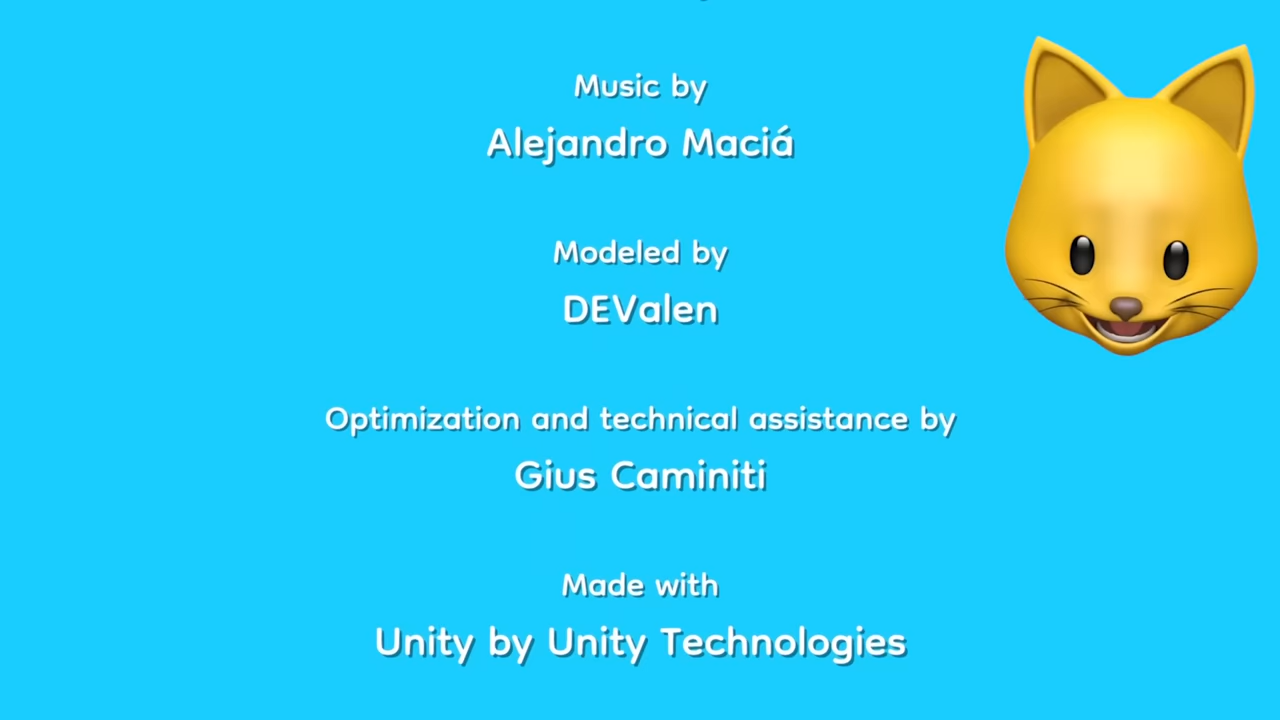 Music by
Alejandro Maciá
Modeled by
DEValen
Optimization and technical assistance by
Gius Caminiti
Made with
Unity by Unity Technologies